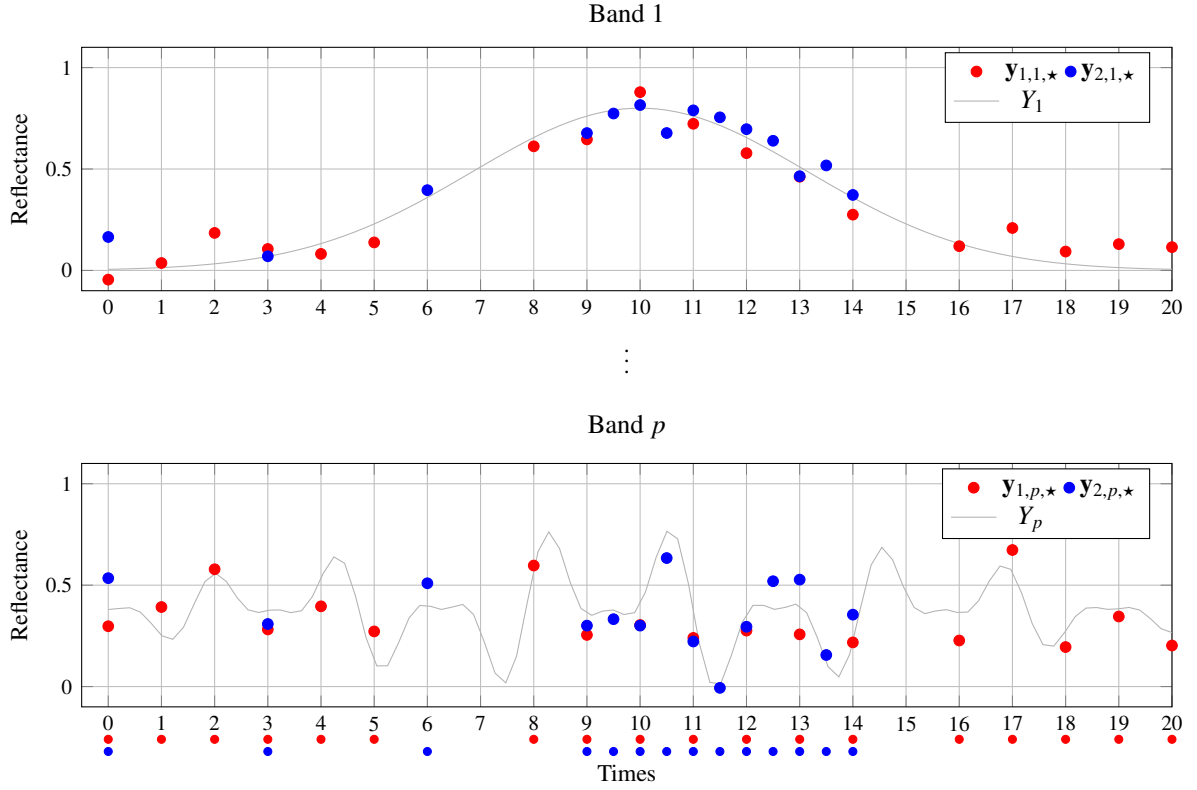 Band 1
Reflectance
1
0.5
0
𝐲₁,₁,⋆ 𝐲₂,₁,⋆
Y₁
0 1 2 3 4 5 6 7 8 9 10 11 12 13 14 15 16 17 18 19 20
⋮
Band p
Reflectance
1
0.5
0
𝐲₁,ₚ,⋆ 𝐲₂,ₚ,⋆
Yₚ
0 1 2 3 4 5 6 7 8 9 10 11 12 13 14 15 16 17 18 19 20
Times